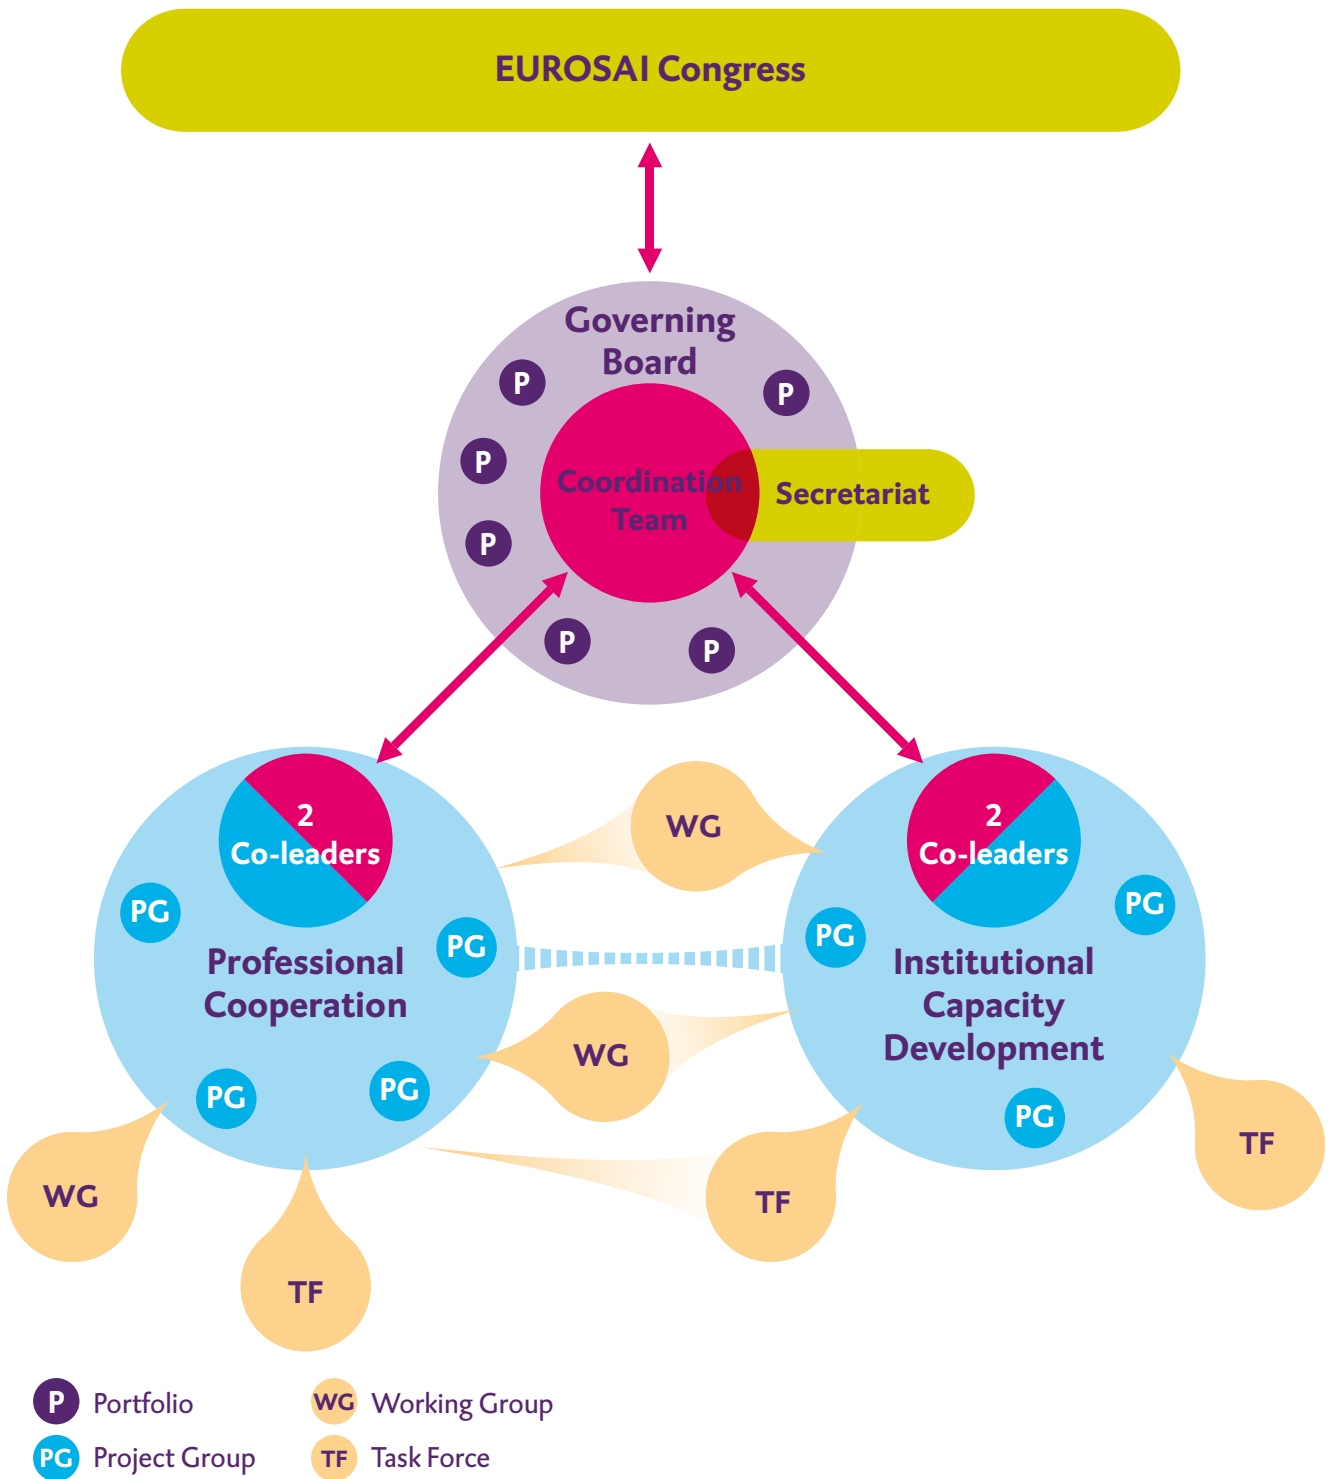 EUROSAI Congress
Governing
Board
P
P
P
P
P
P
Coordination
Team
Secretariat
2
Co-leaders
2
Co-leaders
WG
PG
PG
PG
PG
Professional
Cooperation
Institutional
Capacity
Development
WG
PG
PG
PG
TF
WG
TF
TF
P Portfolio
WG Working Group
PG Project Group
TF Task Force